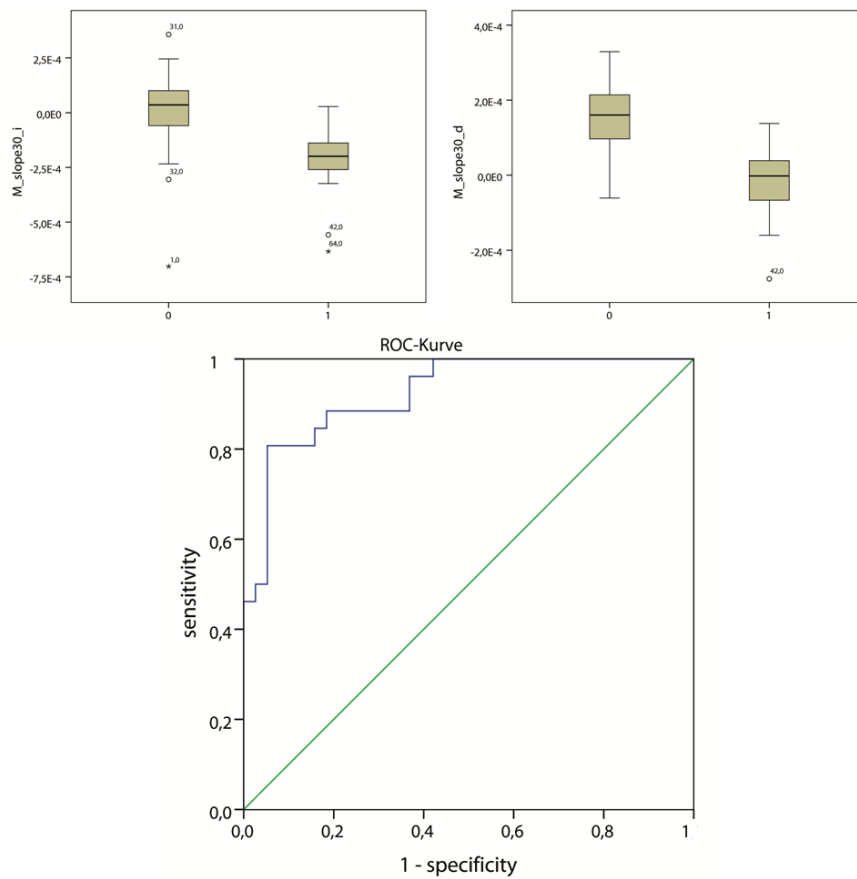 M_slope30_i
2,5E-4
0,0E0
-2,5E-4
-5,0E-4
-7,5E-4
31,0
32,0
1,0
42,0
64,0
0 1
M_slope30_d
4,0E-4
2,0E-4
0,0E0
-2,0E-4
42,0
0 1
ROC-Kurve
sensitivity
1
0,8
0,6
0,4
0,2
0,0
0,0 0,2 0,4 0,6 0,8 1
1 - specificity